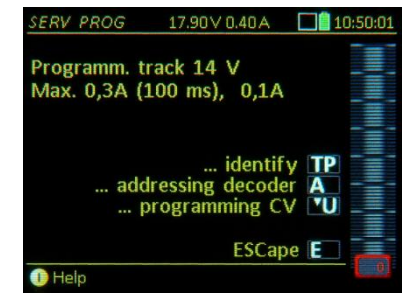 SERV PROG 17.90V 0.40A 10:50:01
Programm. track 14 V
Max. 0,3A (100 ms), 0,1A
... identify TP
... addressing decoder A
... programming CV U
ESCape E
0
Help